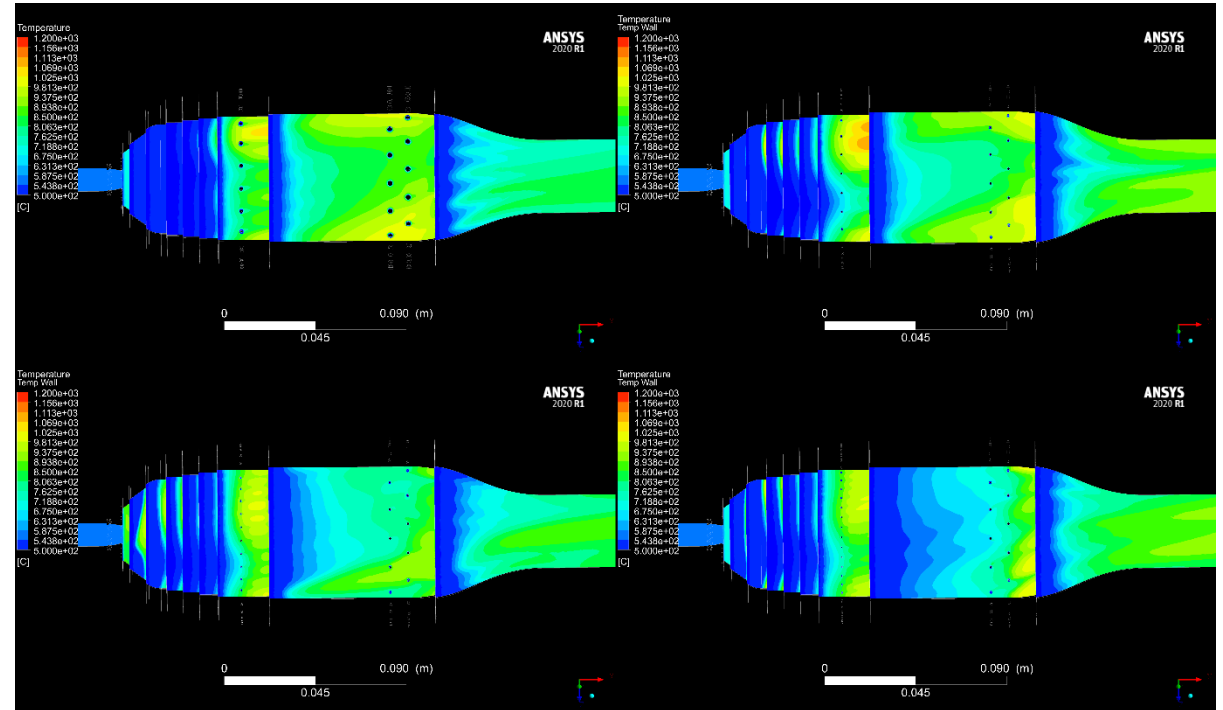 Temperature
1.200e+03
1.156e+03
1.113e+03
1.069e+03
1.025e+03
9.813e+02
9.375e+02
8.938e+02
8.500e+02
8.063e+02
7.625e+02
7.188e+02
6.750e+02
6.313e+02
5.875e+02
5.438e+02
5.000e+02
[C]
ANSYS
2020 R1
0 0.090 (m)
0.045
Temperature
Temp Wall
1.200e+03
1.156e+03
1.113e+03
1.069e+03
1.025e+03
9.813e+02
9.375e+02
8.938e+02
8.500e+02
8.063e+02
7.625e+02
7.188e+02
6.750e+02
6.313e+02
5.875e+02
5.438e+02
5.000e+02
[C]
ANSYS
2020 R1
0 0.090 (m)
0.045
Temperature
Temp Wall
1.200e+03
1.156e+03
1.113e+03
1.069e+03
1.025e+03
9.813e+02
9.375e+02
8.938e+02
8.500e+02
8.063e+02
7.625e+02
7.188e+02
6.750e+02
6.313e+02
5.875e+02
5.438e+02
5.000e+02
[C]
ANSYS
2020 R1
0 0.090 (m)
0.045
Temperature
Temp Wall
1.200e+03
1.156e+03
1.113e+03
1.069e+03
1.025e+03
9.813e+02
9.375e+02
8.938e+02
8.500e+02
8.063e+02
7.625e+02
7.188e+02
6.750e+02
6.313e+02
5.875e+02
5.438e+02
5.000e+02
[C]
ANSYS
2020 R1
0 0.090 (m)
0.045